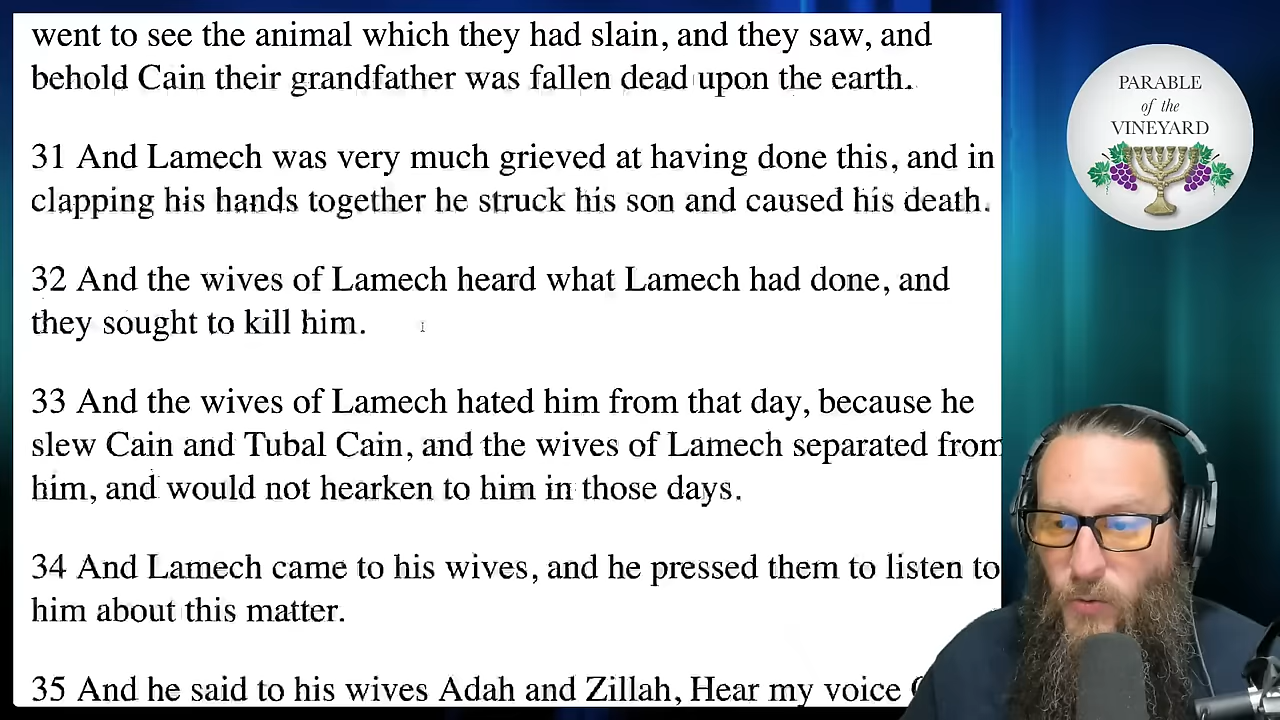 went to see the animal which they had slain, and they saw, and
behold Cain their grandfather was fallen dead upon the earth.
31 And Lamech was very much grieved at having done this, and in
clapping his hands together he struck his son and caused his death.
32 And the wives of Lamech heard what Lamech had done, and
they sought to kill him.
33 And the wives of Lamech hated him from that day, because he
slew Cain and Tubal Cain, and the wives of Lamech separated from
him, and would not hearken to him in those days.
34 And Lamech came to his wives, and he pressed them to listen to
him about this matter.
35 And he said to his wives Adah and Zillah, Hear my voice
PARABLE
of the
VINEYARD